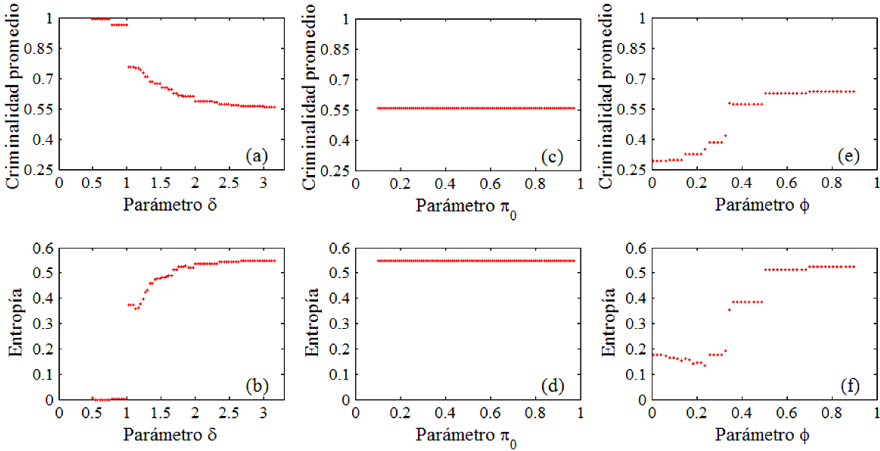 1
0.85
0.7
0.55
0.4
0.25
Criminalidad promedio
(a)
0 0.5 1 1.5 2 2.5 3
Parámetro δ
1
0.85
0.7
0.55
0.4
0.25
Criminalidad promedio
(c)
0 0.2 0.4 0.6 0.8 1
Parámetro π0
1
0.85
0.7
0.55
0.4
0.25
Criminalidad promedio
(e)
0 0.2 0.4 0.6 0.8 1
Parámetro ϕ
0.6
0.5
0.4
0.3
0.2
0.1
0
Entropía
(b)
0 0.5 1 1.5 2 2.5 3
Parámetro δ
0.6
0.5
0.4
0.3
0.2
0.1
0
Entropía
(d)
0 0.2 0.4 0.6 0.8 1
Parámetro π0
0.6
0.5
0.4
0.3
0.2
0.1
0
Entropía
(f)
0 0.2 0.4 0.6 0.8 1
Parámetro ϕ